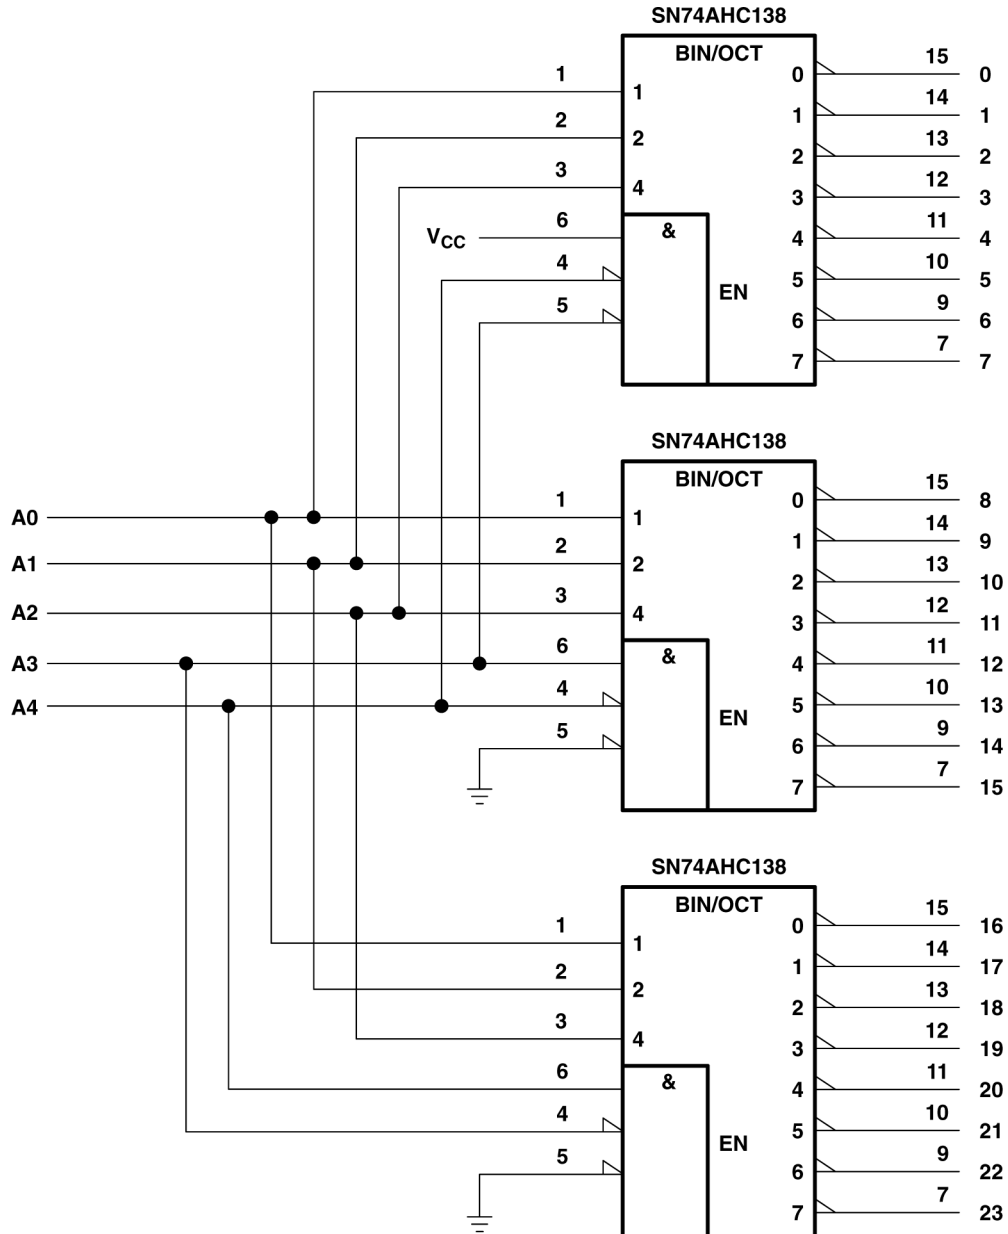 SN74AHC138
BIN/OCT
1 1 0 15 0
2 2 1 14 1
3 4 2 13 2
3 12 3
VCC 6 & 4 11 4
4 EN 5 10 5
5 6 9 6
7 7 7
SN74AHC138
BIN/OCT
A0 1 1 0 15 8
A1 2 2 1 14 9
A2 3 4 2 13 10
3 12 11
A3 6 & 4 11 12
A4 4 EN 5 10 13
5 6 9 14
7 7 15
SN74AHC138
BIN/OCT
1 1 0 15 16
2 2 1 14 17
3 4 2 13 18
3 12 19
6 & 4 11 20
4 EN 5 10 21
5 6 9 22
7 7 23